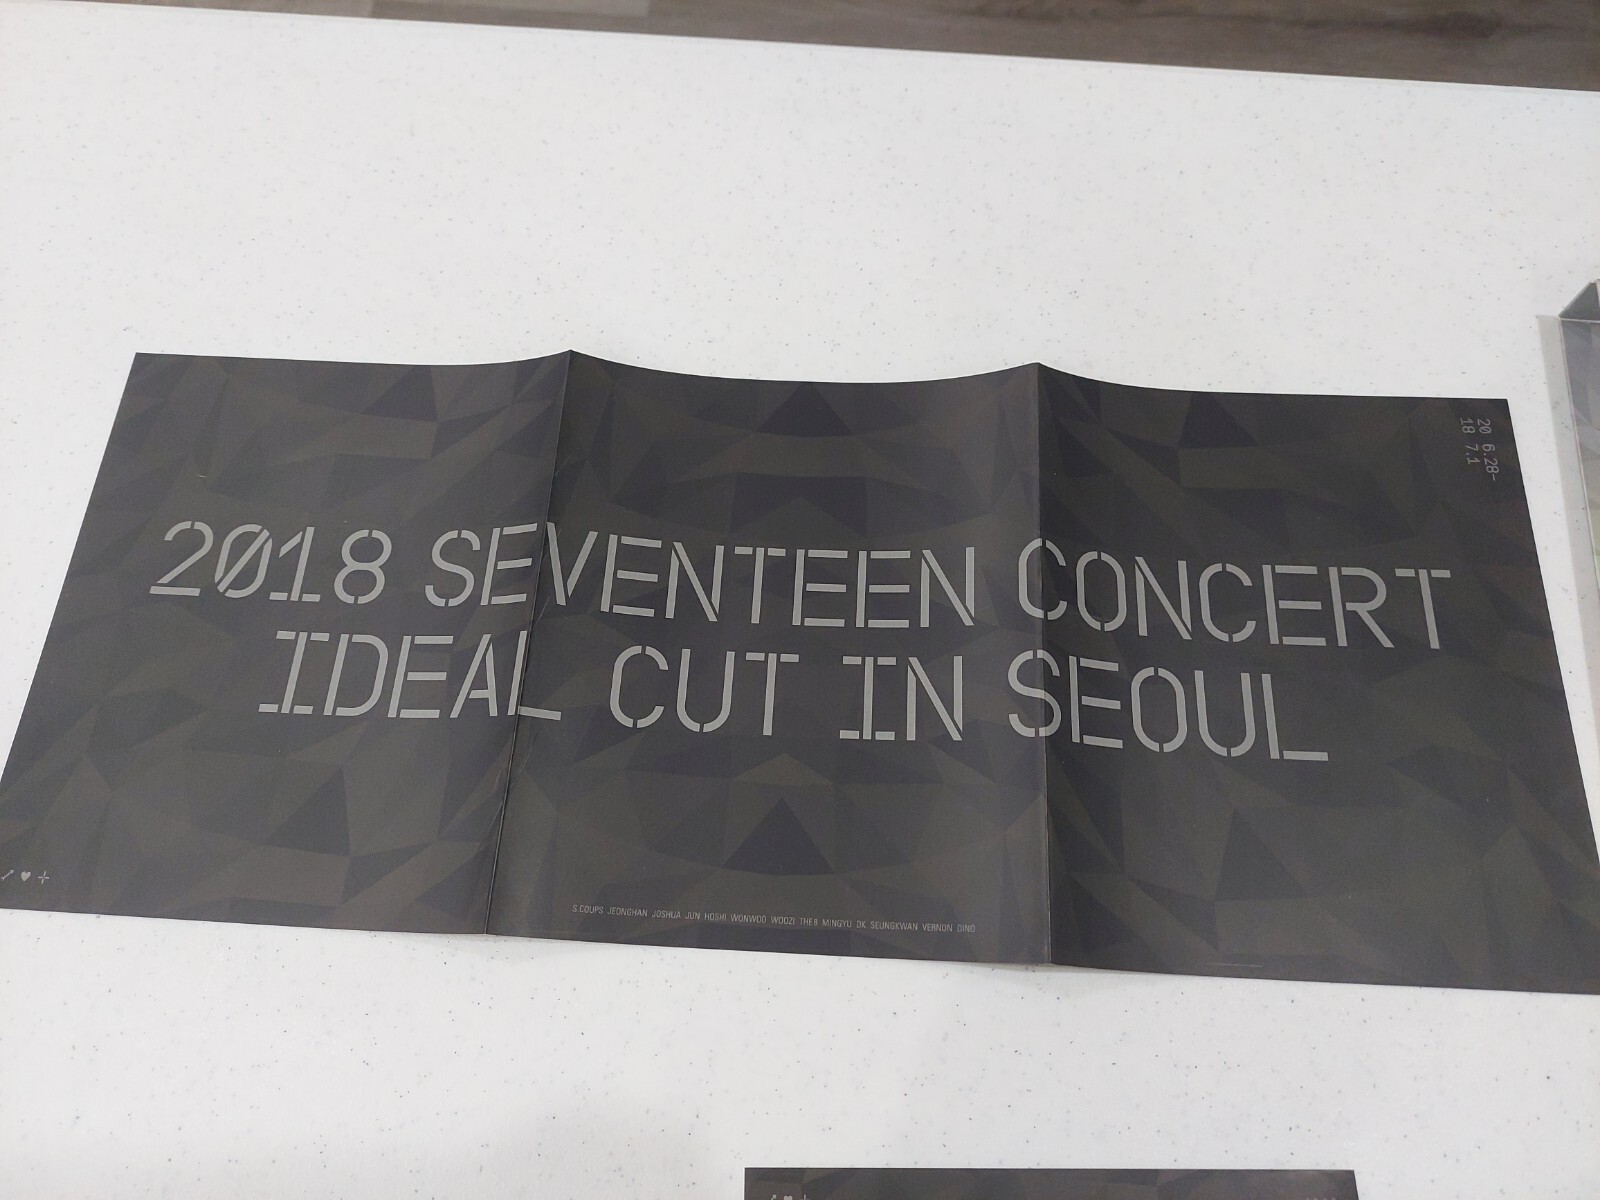 20 6.28-
18 7.1
2018 SEVENTEEN CONCERT
IDEAL CUT IN SEOUL
S.COUPS JEONGHAN JOSHUA JUN HOSHI WONWOO WOOZI THE8 MINGYU DK SEUNGKWAN VERNON DINO